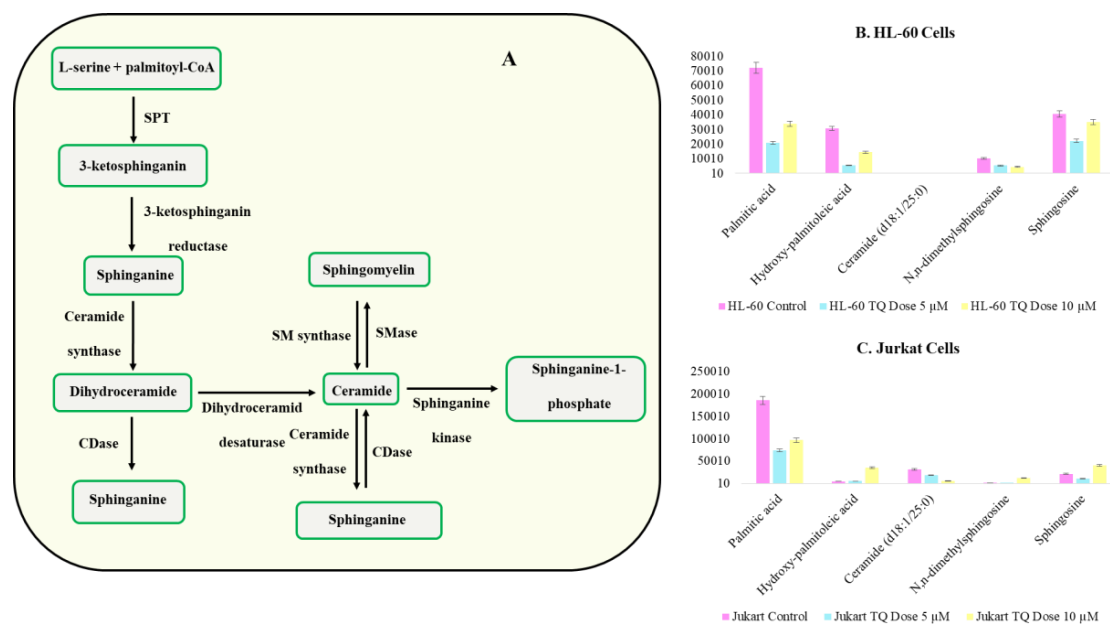 A
L-serine + palmitoyl-CoA
SPT
3-ketosphinganin
3-ketosphinganin
reductase
Sphinganine
Ceramide
synthase
Dihydroceramide
Dihydroceramid
desaturase
CDase
Sphinganine
Sphingomyelin
SM synthase
SMase
Ceramide
Sphinganine
kinase
Sphinganine-1-
phosphate
Ceramide
synthase
CDase
Sphinganine
B. HL-60 Cells
80010
70010
60010
50010
40010
30010
20010
10010
10
Palmitic acid
Hydroxy-palmitoleic acid
Ceramide (d18:1/25:0)
N,n-dimethylsphingosine
Sphingosine
HL-60 Control HL-60 TQ Dose 5 µM HL-60 TQ Dose 10 µM
C. Jurkat Cells
250010
200010
150010
100010
50010
10
Palmitic acid
Hydroxy-palmitoleic acid
Ceramide (d18:1/25:0)
N,n-dimethylsphingosine
Sphingosine
Jukart Control Jukart TQ Dose 5 µM Jukart TQ Dose 10 µM